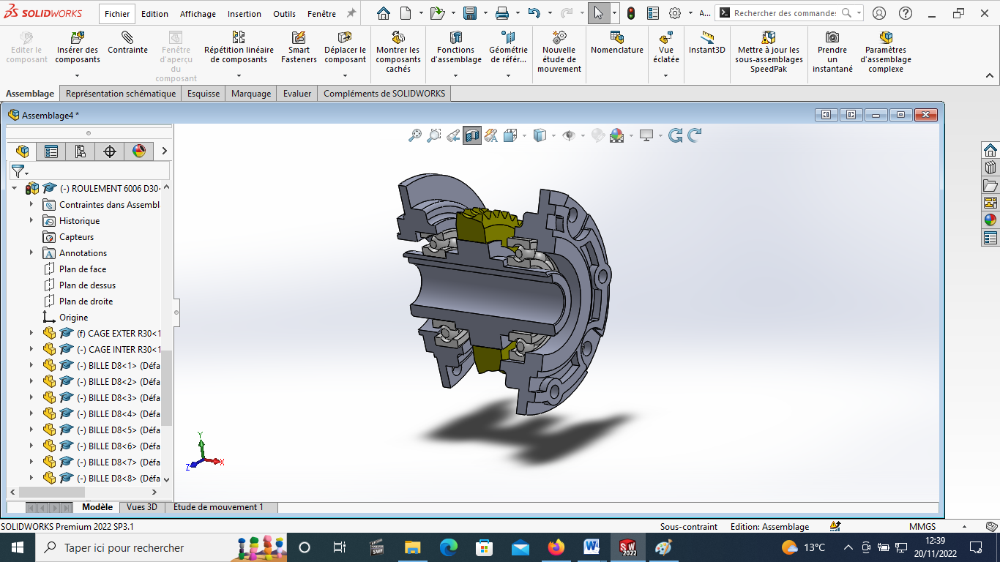 SOLIDWORKS Fichier Edition Affichage Insertion Outils Fenêtre A... Rechercher des commandes
Editer le composant
Insérer des composants
Contrainte
Fenêtre d'aperçu du composant
Répétition linéaire de composants
Smart Fasteners
Déplacer le composant
Montrer les composants cachés
Fonctions d'assemblage
Géométrie de référ...
Nouvelle étude de mouvement
Nomenclature
Vue éclatée
Instant3D
Mettre à jour les sous-assemblages SpeedPak
Prendre un instantané
Paramètres d'assemblage complexe
Assemblage Représentation schématique Esquisse Marquage Evaluer Compléments de SOLIDWORKS
Assemblage4 *
(-) ROULEMENT 6006 D30
Contraintes dans Assembl
Historique
Capteurs
Annotations
Plan de face
Plan de dessus
Plan de droite
Origine
(f) CAGE EXTER R30<1
(-) CAGE INTER R30<1
(-) BILLE D8<1> (Défa
(-) BILLE D8<2> (Défa
(-) BILLE D8<3> (Défa
(-) BILLE D8<4> (Défa
(-) BILLE D8<5> (Défa
(-) BILLE D8<6> (Défa
(-) BILLE D8<7> (Défa
(-) BILLE D8<8> (Défa
Y
Z X
Modèle Vues 3D Etude de mouvement 1
SOLIDWORKS Premium 2022 SP3.1 Sous-contraint Edition: Assemblage MMGS
Taper ici pour rechercher SWF W SW 2022 13°C 12:39
20/11/2022